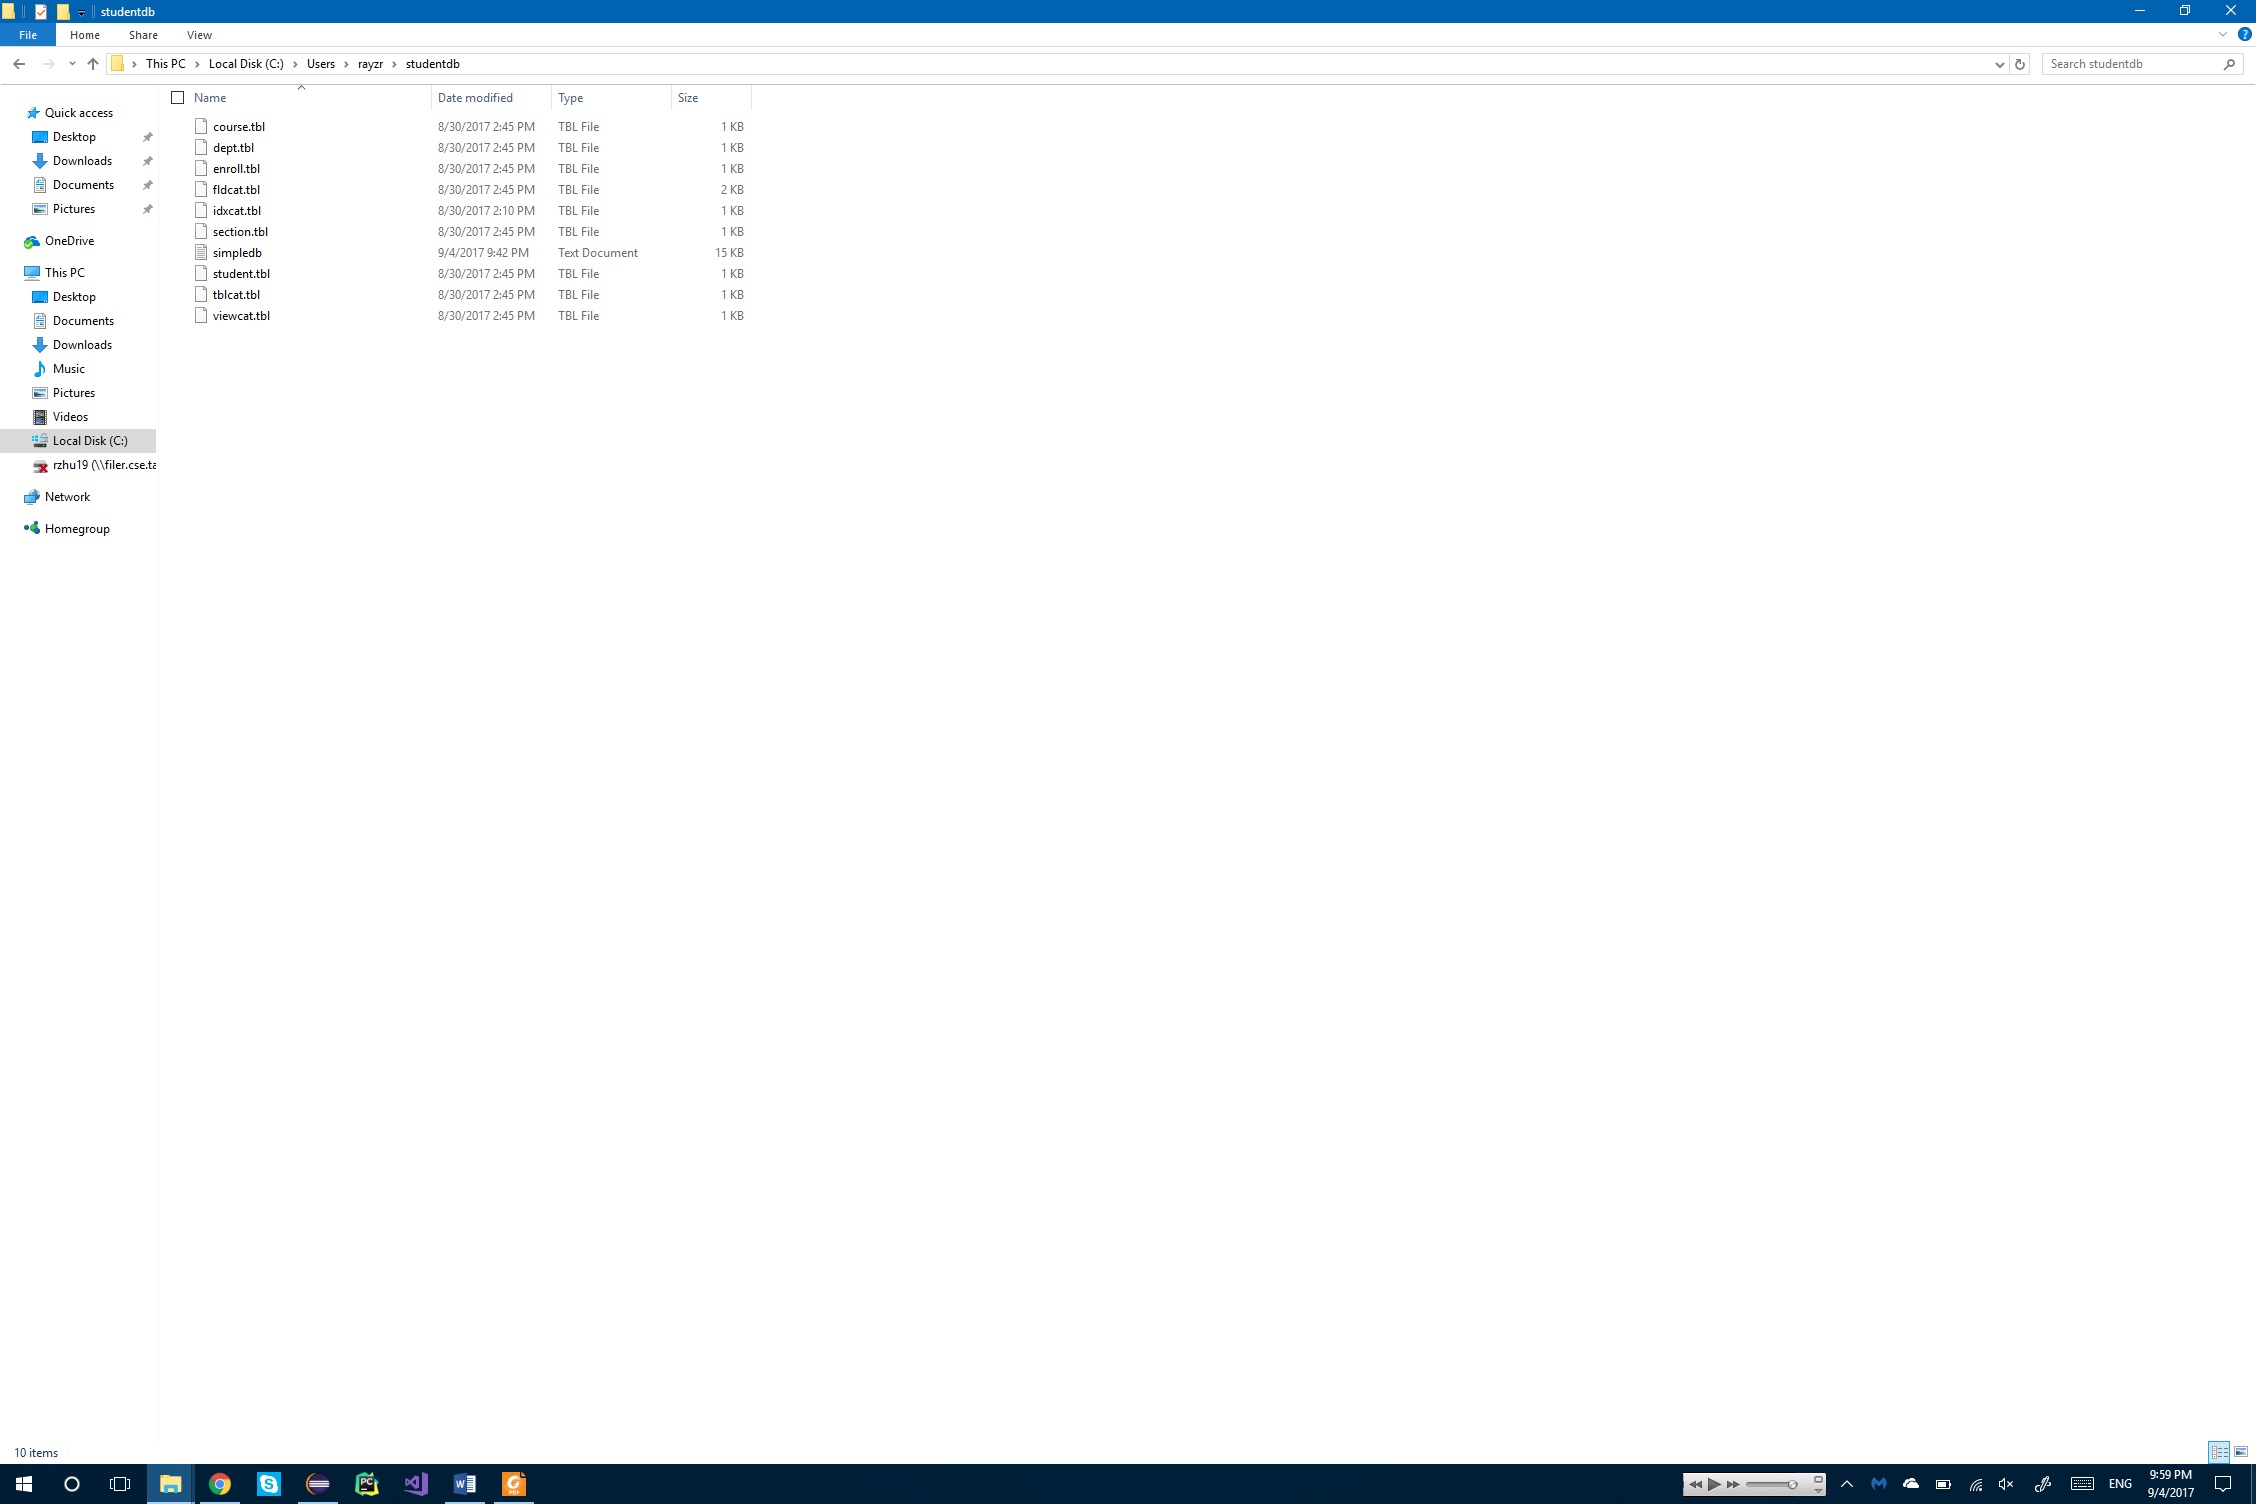 studentdb
File Home Share View
This PC Local Disk (C:) Users rayzr studentdb Search studentdb
Name Date modified Type Size
Quick access
Desktop
Downloads
Documents
Pictures
OneDrive
This PC
Desktop
Documents
Downloads
Music
Pictures
Videos
Local Disk (C:)
rzhu19 (\\filer.cse.ta
Network
Homegroup
course.tbl 8/30/2017 2:45 PM TBL File 1 KB
dept.tbl 8/30/2017 2:45 PM TBL File 1 KB
enroll.tbl 8/30/2017 2:45 PM TBL File 1 KB
fldcat.tbl 8/30/2017 2:45 PM TBL File 2 KB
idxcat.tbl 8/30/2017 2:10 PM TBL File 1 KB
section.tbl 8/30/2017 2:45 PM TBL File 1 KB
simpledb 9/4/2017 9:42 PM Text Document 15 KB
student.tbl 8/30/2017 2:45 PM TBL File 1 KB
tblcat.tbl 8/30/2017 2:45 PM TBL File 1 KB
viewcat.tbl 8/30/2017 2:45 PM TBL File 1 KB
10 items
ENG
9:59 PM
9/4/2017